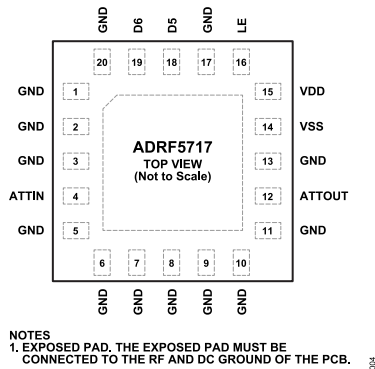 GND D6 D5 GND LE
20 19 18 17 16
GND 1 15 VDD
GND 2 14 VSS
GND 3 13 GND
ATTIN 4 12 ATTOUT
GND 5 11 GND
ADRF5717
TOP VIEW
(Not to Scale)
6 7 8 9 10
GND GND GND GND GND
NOTES
1. EXPOSED PAD. THE EXPOSED PAD MUST BE
CONNECTED TO THE RF AND DC GROUND OF THE PCB.
004